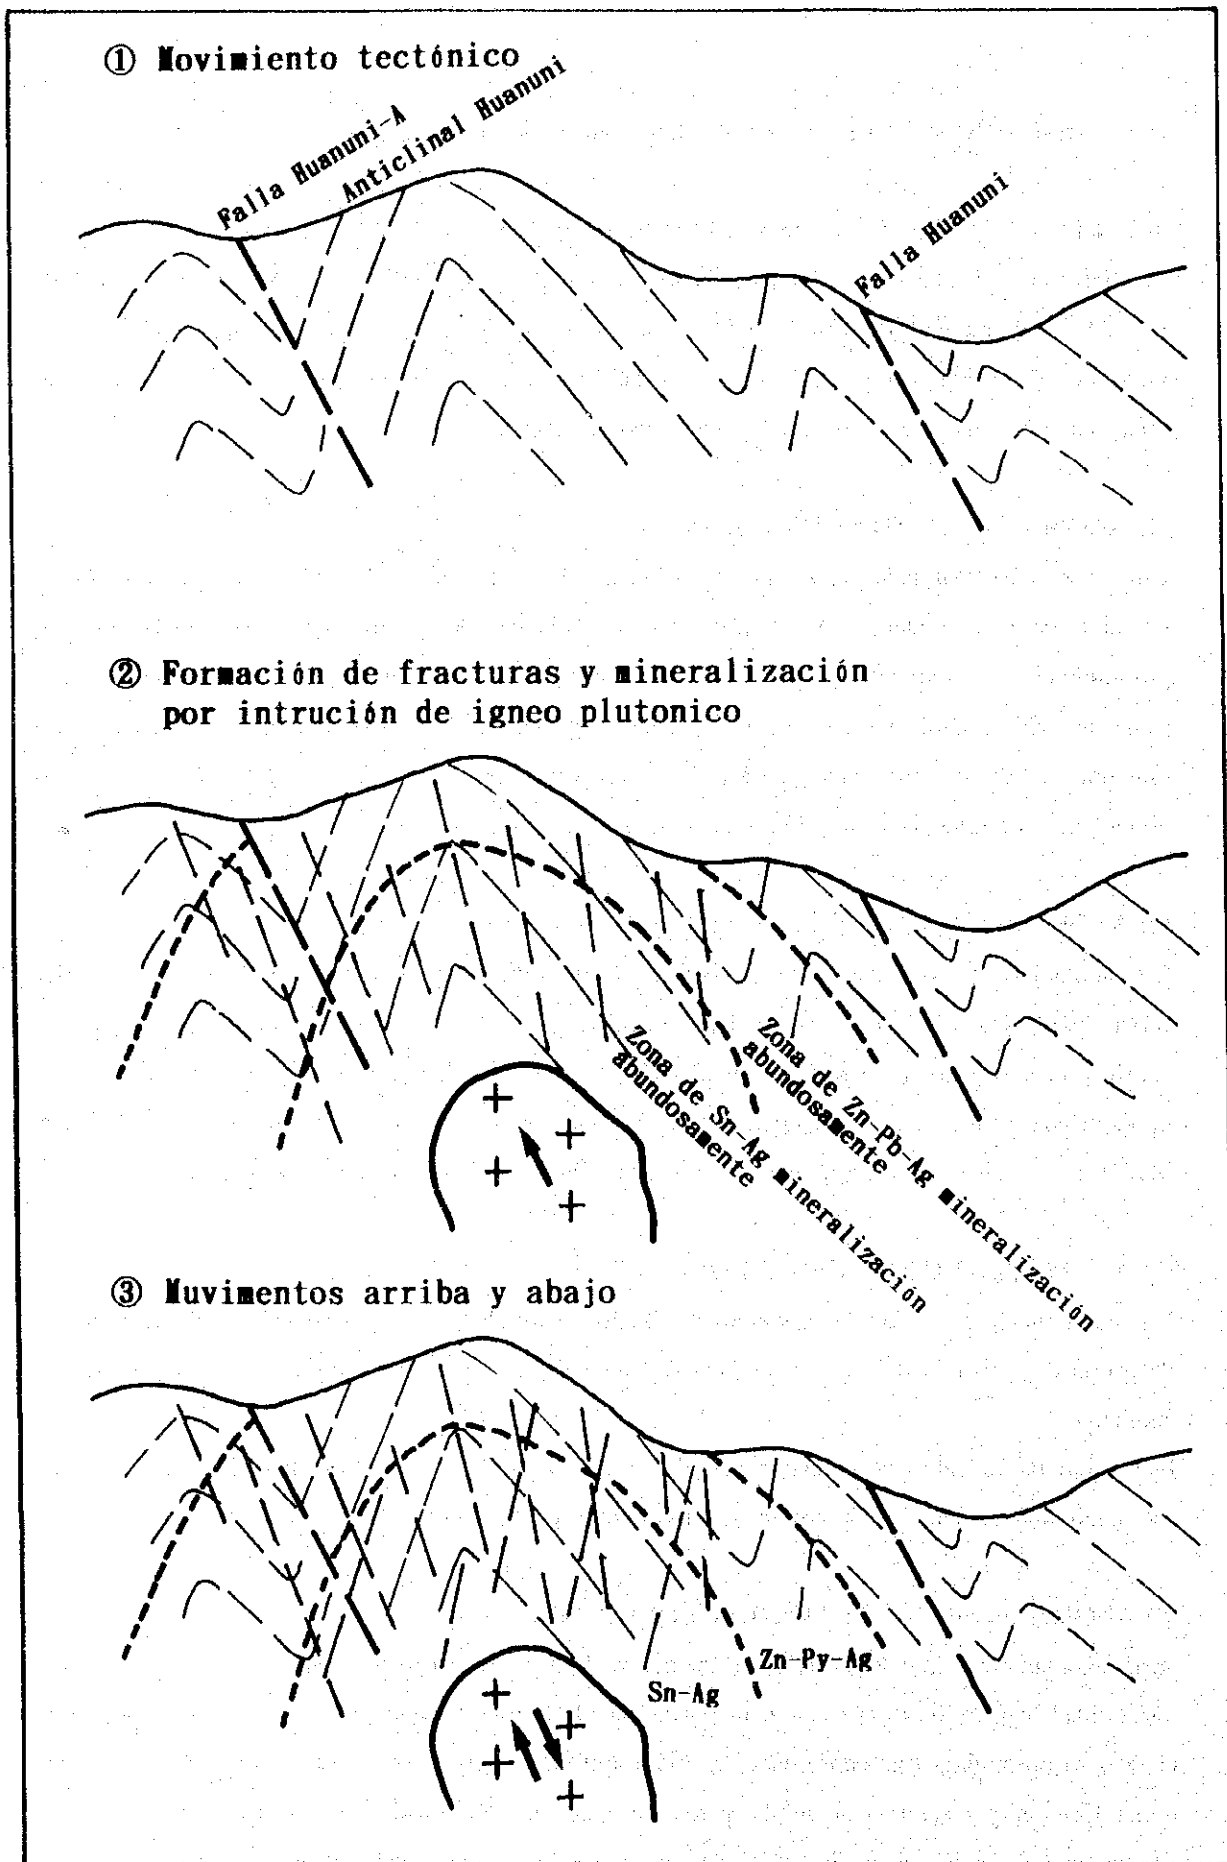 ① Movimiento tectónico
Falla Huanuni-A
Anticlinal Huanuni
Falla Huanuni
② Formación de fracturas y mineralización
por intrución de igneo plutonico
Zona de Sn-Ag mineralización
abundosamente
Zona de Zn-Pb-Ag mineralización
abundosamente
③ Muvimentos arriba y abajo
Zn-Py-Ag
Sn-Ag